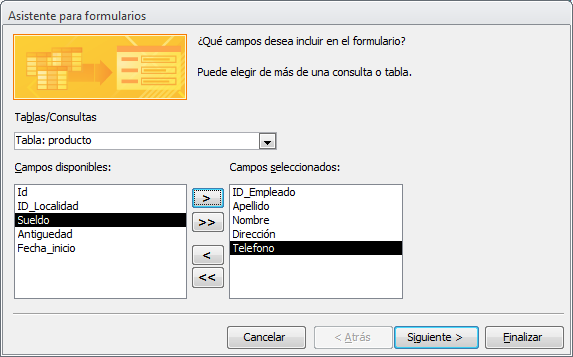 Asistente para formularios
¿Qué campos desea incluir en el formulario?
Puede elegir de más de una consulta o tabla.
Tablas/Consultas
Tabla: producto
Campos disponibles:
Campos seleccionados:
Id
ID_Localidad
Sueldo
Antiguedad
Fecha_inicio
>
>>
<
<<
ID_Empleado
Apellido
Nombre
Dirección
Telefono
Cancelar
< Atrás
Siguiente >
Finalizar